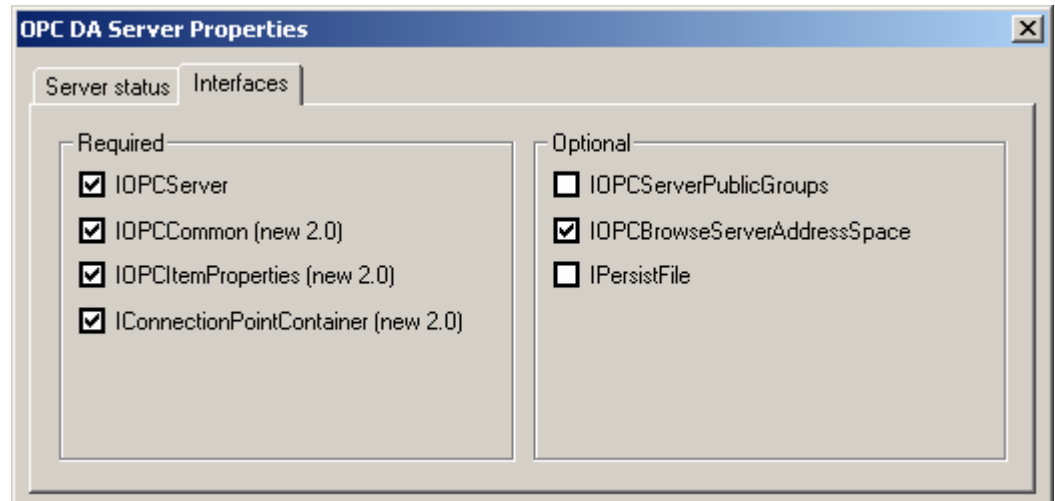 OPC DA Server Properties
Server status
Interfaces
Required
IOPCServer
IOPCCommon (new 2.0)
IOPCItemProperties (new 2.0)
IConnectionPointContainer (new 2.0)
Optional
IOPCServerPublicGroups
IOPCBrowseServerAddressSpace
IPersistFile